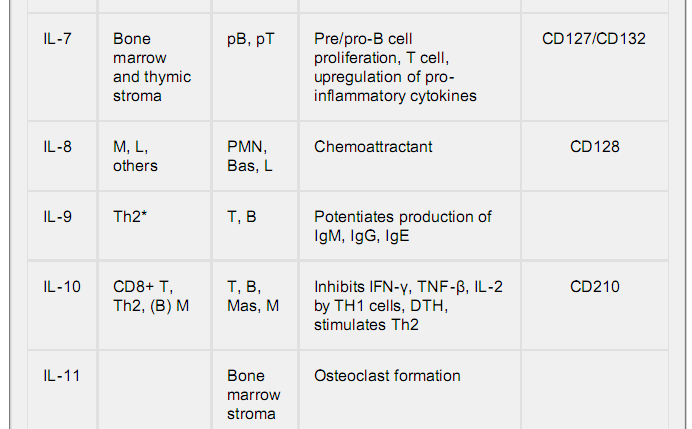 IL-7 Bone pB, pT Pre/pro-B cell CD127/CD132
marrow proliferation, T cell,
and thymic upregulation of pro-
stroma inflammatory cytokines
IL-8 M, L, PMN, Chemoattractant CD128
others Bas, L
IL-9 Th2* T, B Potentiates production of
IgM, IgG, IgE
IL-10 CD8+ T, T, B, Inhibits IFN-γ, TNF-β, IL-2 CD210
Th2, (B) M Mas, M by TH1 cells, DTH,
stimulates Th2
IL-11 Bone Osteoclast formation
marrow
stroma